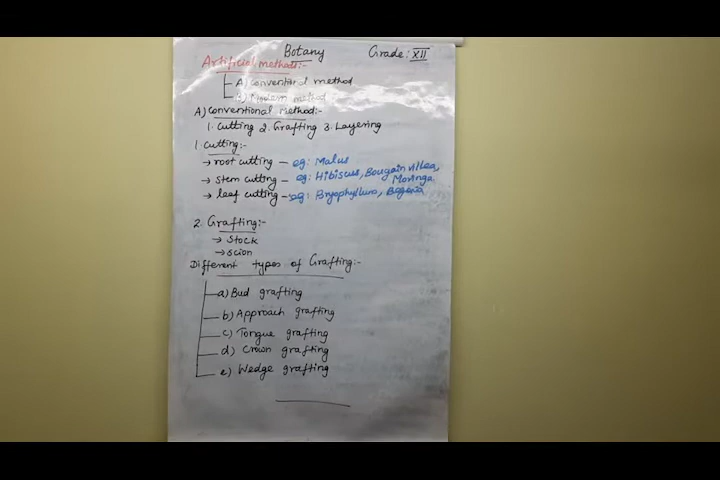 Botany Grade: XII
Artificial methods:-
A) Conventional method
B) Modern method
A) Conventional method:-
1. Cutting 2. Grafting 3. Layering
1. Cutting:-
→ root cutting - eg: Malus
→ stem cutting - eg: Hibiscus, Bougainvillea, Moringa
→ leaf cutting - eg: Bryophyllum, Begonia
2. Grafting:-
→ Stock
→ scion
Different types of Grafting:-
a) Bud grafting
b) Approach grafting
c) Tongue grafting
d) Crown grafting
e) Wedge grafting